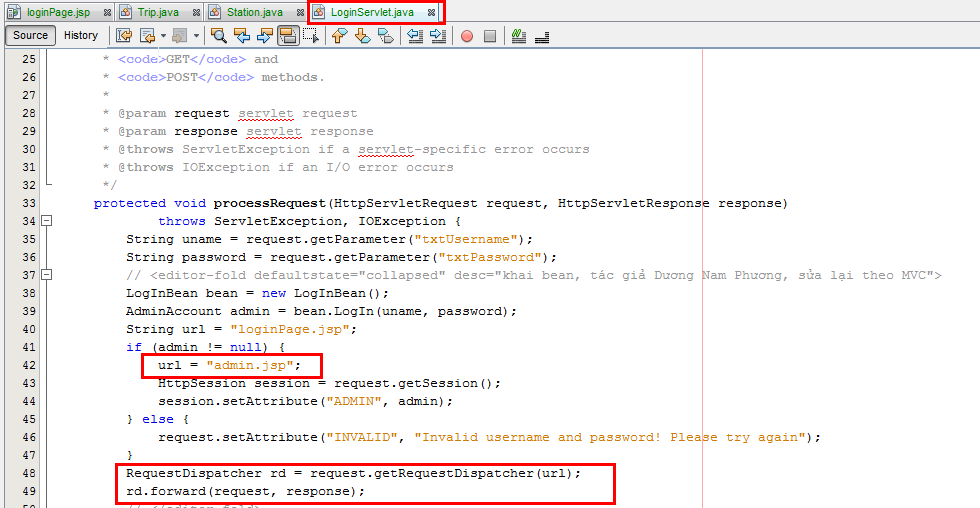 loginPage.jsp Trip.java Station.java LoginServlet.java
Source History
25 * <code>GET</code> and
26 * <code>POST</code> methods.
27 *
28 * @param request servlet request
29 * @param response servlet response
30 * @throws ServletException if a servlet-specific error occurs
31 * @throws IOException if an I/O error occurs
32 */
33 protected void processRequest(HttpServletRequest request, HttpServletResponse response)
34 throws ServletException, IOException {
35 String uname = request.getParameter("txtUsername");
36 String password = request.getParameter("txtPassword");
37 // <editor-fold defaultstate="collapsed" desc="khai bean, tác giả Dương Nam Phương, sửa lại theo MVC">
38 LogInBean bean = new LogInBean();
39 AdminAccount admin = bean.LogIn(uname, password);
40 String url = "loginPage.jsp";
41 if (admin != null) {
42 url = "admin.jsp";
43 HttpSession session = request.getSession();
44 session.setAttribute("ADMIN", admin);
45 } else {
46 request.setAttribute("INVALID", "Invalid username and password! Please try again");
47 }
48 RequestDispatcher rd = request.getRequestDispatcher(url);
49 rd.forward(request, response);